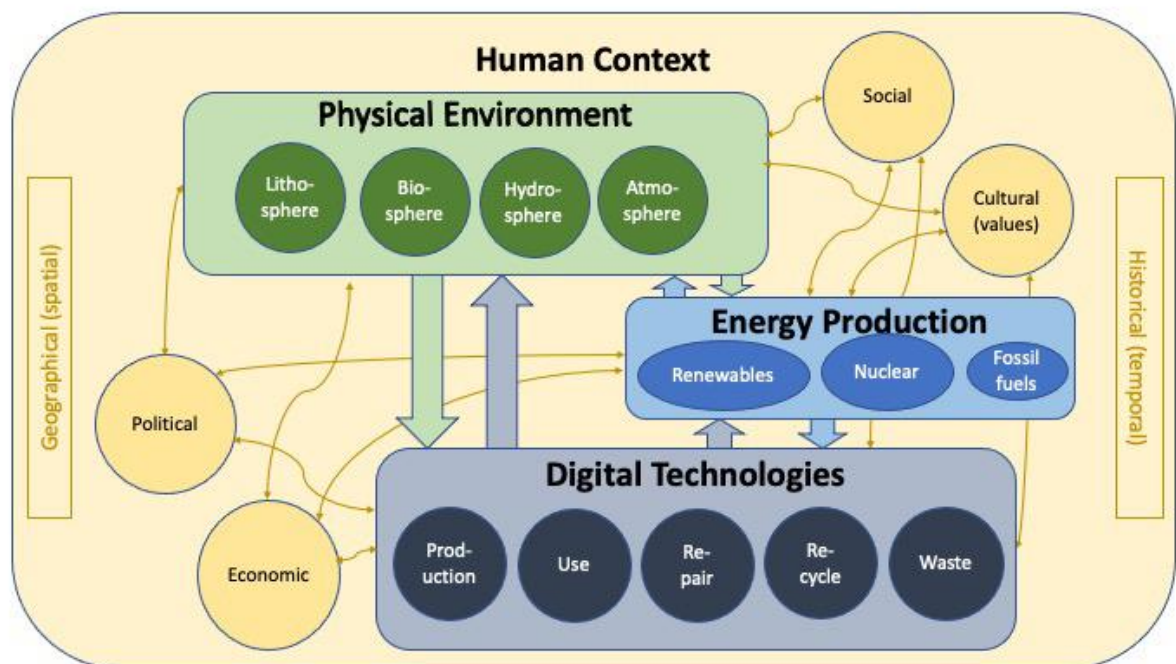 Human Context
Physical Environment
Litho-
sphere
Bio-
sphere
Hydro-
sphere
Atmo-
sphere
Social
Cultural
(values)
Geographical (spatial)
Historical (temporal)
Energy Production
Renewables
Nuclear
Fossil
fuels
Political
Economic
Digital Technologies
Prod-
uction
Use
Re-
pair
Re-
cycle
Waste